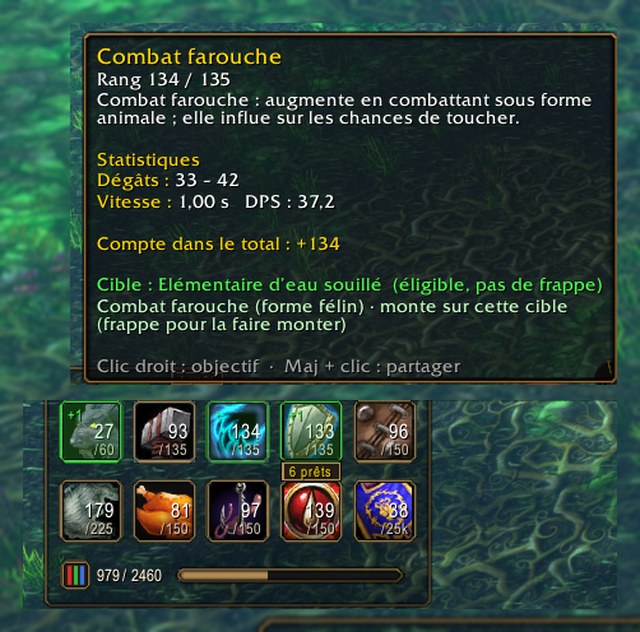 Combat farouche
Rang 134 / 135
Combat farouche : augmente en combattant sous forme
animale ; elle influe sur les chances de toucher.
Statistiques
Dégâts : 33 - 42
Vitesse : 1,00 s DPS : 37,2
Compte dans le total : +134
Cible : Elémentaire d'eau souillé (éligible, pas de frappe)
Combat farouche (forme félin) · monte sur cette cible
(frappe pour la faire monter)
Clic droit : objectif · Maj + clic : partager
+1 27 /60 93 /135 134 /135 +1 133 /135 96 /150
6 prêts
179 /225 81 /150 97 /150 139 /150 38 /25k
979 / 2460